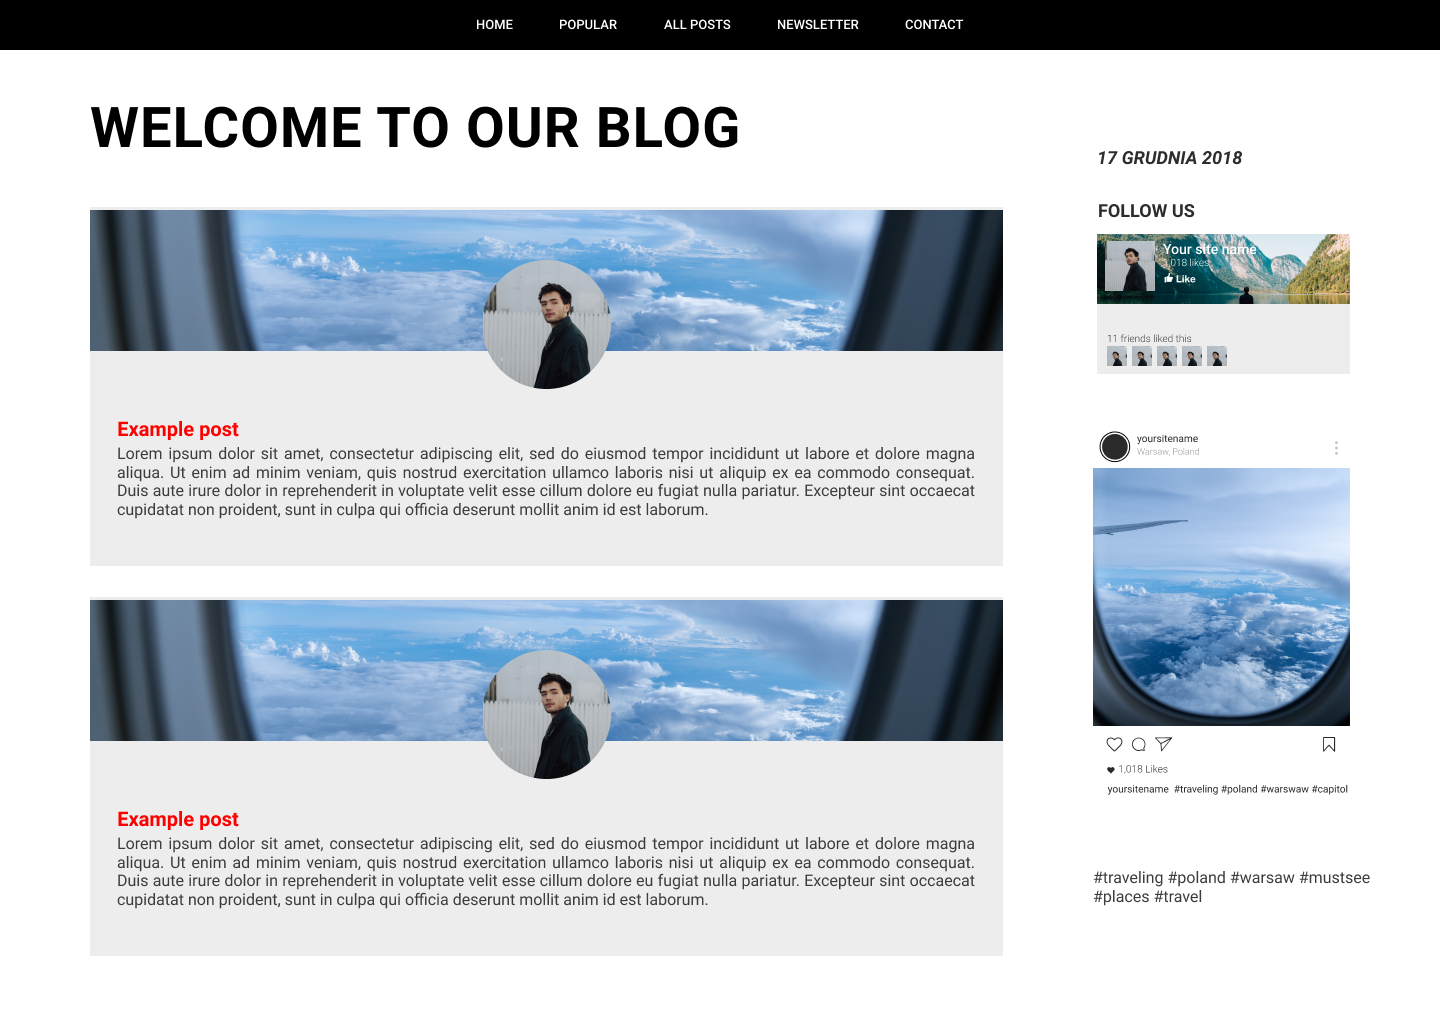 HOME POPULAR ALL POSTS NEWSLETTER CONTACT
WELCOME TO OUR BLOG
Example post
Lorem ipsum dolor sit amet, consectetur adipiscing elit, sed do eiusmod tempor incididunt ut labore et dolore magna
aliqua. Ut enim ad minim veniam, quis nostrud exercitation ullamco laboris nisi ut aliquip ex ea commodo consequat.
Duis aute irure dolor in reprehenderit in voluptate velit esse cillum dolore eu fugiat nulla pariatur. Excepteur sint occaecat
cupidatat non proident, sunt in culpa qui officia deserunt mollit anim id est laborum.
Example post
Lorem ipsum dolor sit amet, consectetur adipiscing elit, sed do eiusmod tempor incididunt ut labore et dolore magna
aliqua. Ut enim ad minim veniam, quis nostrud exercitation ullamco laboris nisi ut aliquip ex ea commodo consequat.
Duis aute irure dolor in reprehenderit in voluptate velit esse cillum dolore eu fugiat nulla pariatur. Excepteur sint occaecat
cupidatat non proident, sunt in culpa qui officia deserunt mollit anim id est laborum.
17 GRUDNIA 2018
FOLLOW US
Your site name
1,018 likes
Like
11 friends liked this
yoursitename
Warsaw, Poland
1,018 Likes
yoursitename #traveling #poland #warswaw #capitol
#traveling #poland #warsaw #mustsee
#places #travel